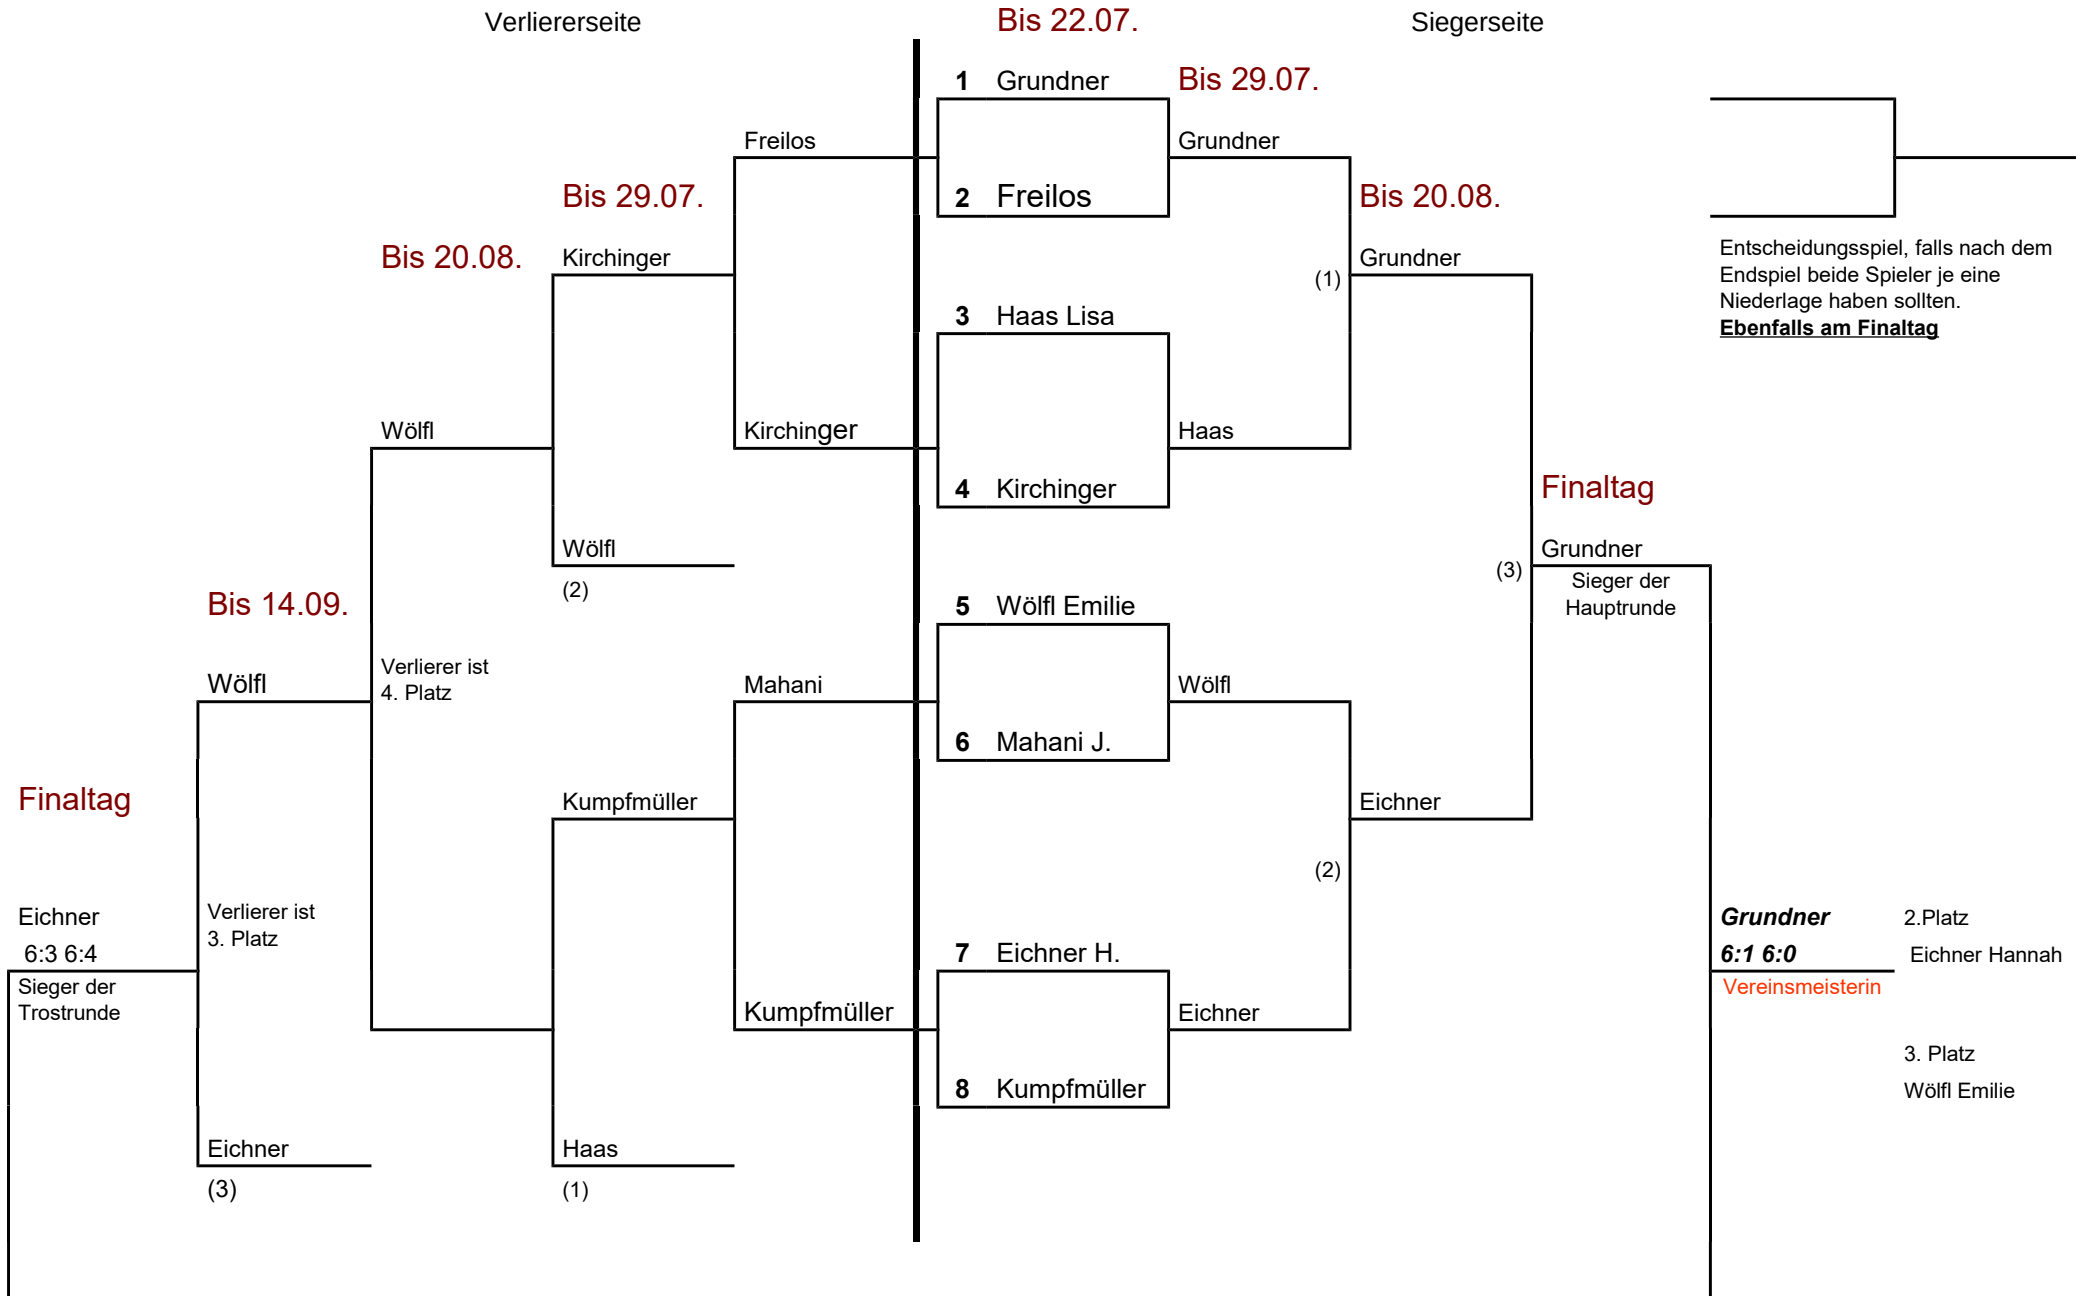 Verliererseite
Bis 22.07.
Siegerseite
1 Grundner
Bis 29.07.
Freilos
Grundner
Bis 29.07.
2 Freilos
Bis 20.08.
Bis 20.08.
Kirchinger
Grundner
(1)
Entscheidungsspiel, falls nach dem
Endspiel beide Spieler je eine
Niederlage haben sollten.
Ebenfalls am Finaltag
3 Haas Lisa
Wölfl
Kirchinger
Haas
4 Kirchinger
Finaltag
Wölfl
(2)
Grundner
(3)
Sieger der
Hauptrunde
Bis 14.09.
5 Wölfl Emilie
Verlierer ist
4. Platz
Wölfl
Mahani
Wölfl
6 Mahani J.
Finaltag
Kumpfmüller
Eichner
(2)
Eichner
6:3 6:4
Sieger der
Trostrunde
Verlierer ist
3. Platz
7 Eichner H.
Grundner
6:1 6:0
Vereinsmeisterin
2.Platz
Eichner Hannah
Kumpfmüller
Eichner
3. Platz
Wölfl Emilie
8 Kumpfmüller
Eichner
(3)
Haas
(1)